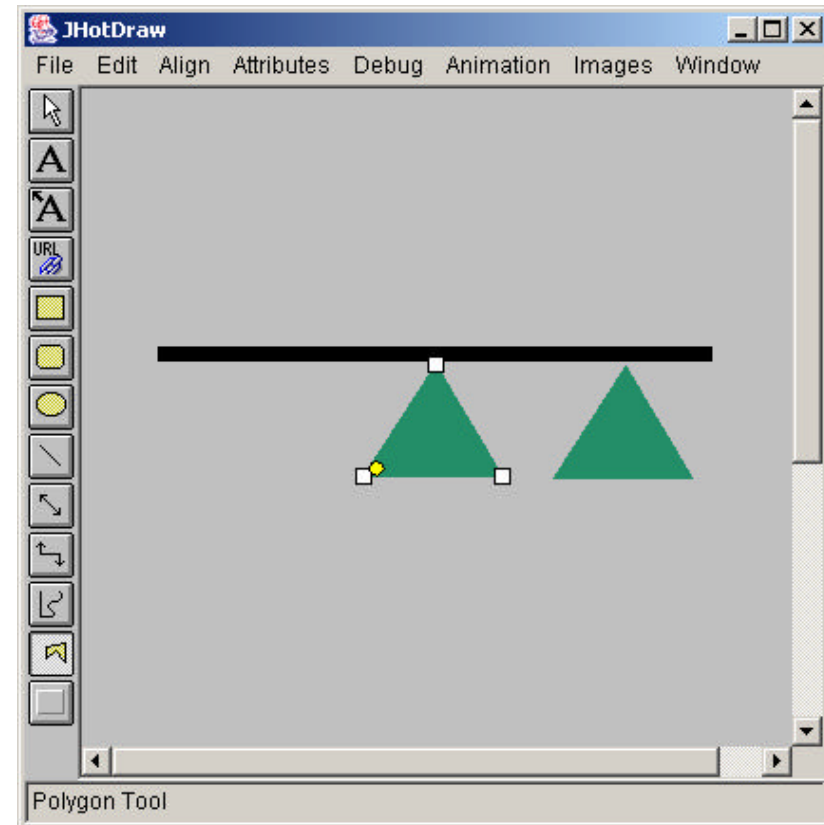 JHotDraw
File Edit Align Attributes Debug Animation Images Window
A
A
URL
Polygon Tool